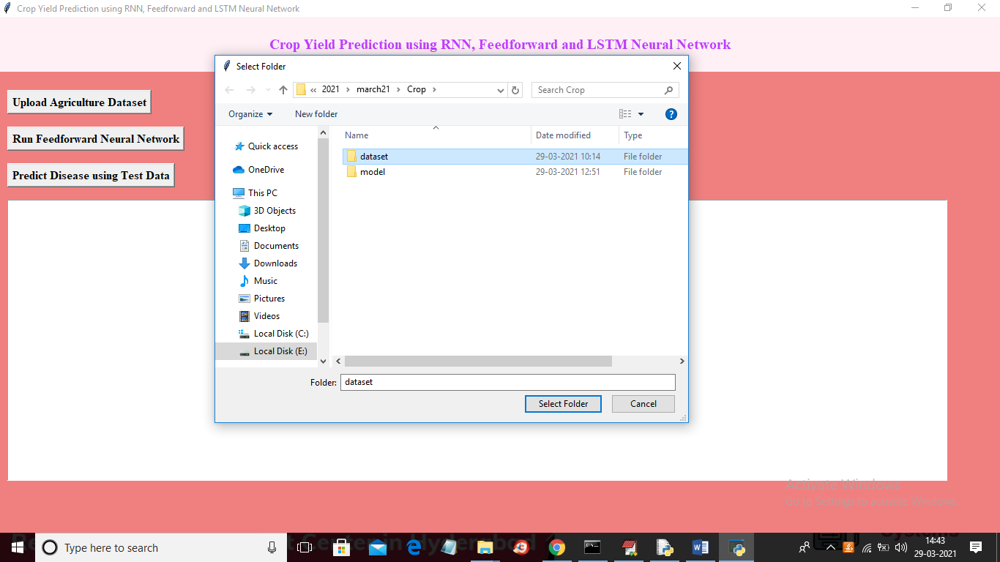 Crop Yield Prediction using RNN, Feedforward and LSTM Neural Network
Crop Yield Prediction using RNN, Feedforward and LSTM Neural Network
Upload Agriculture Dataset
Run Feedforward Neural Network
Predict Disease using Test Data
Select Folder
« 2021 > march21 > Crop >
Search Crop
Organize
New folder
Name Date modified Type
dataset 29-03-2021 10:14 File folder
model 29-03-2021 12:51 File folder
Quick access
OneDrive
This PC
3D Objects
Desktop
Documents
Downloads
Music
Pictures
Videos
Local Disk (C:)
Local Disk (E:)
Folder: dataset
Select Folder
Cancel
Activate Windows
Go to Settings to activate Windows.
Type here to search
Systems
14:43
29-03-2021